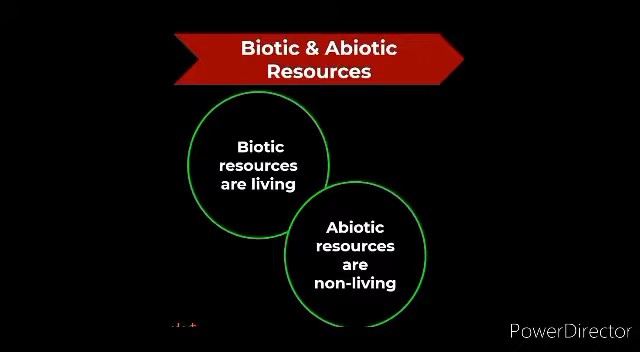 Biotic & Abiotic
Resources
Biotic
resources
are living
Abiotic
resources
are
non-living
PowerDirector